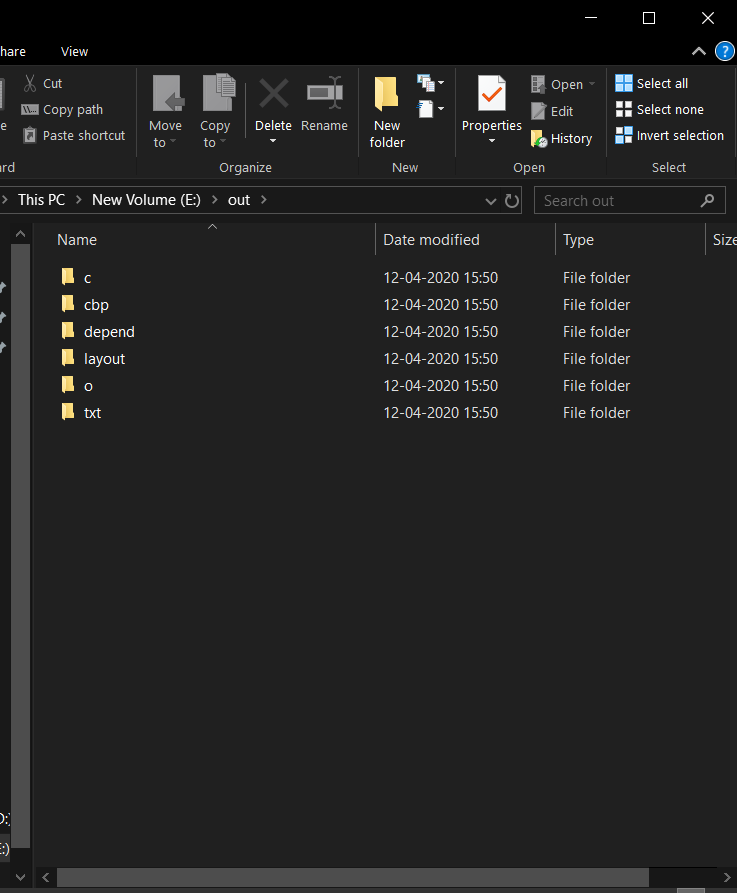 hare View
Cut
Copy path
Paste shortcut
Move to
Copy to
Delete
Rename
New folder
Properties
Open
Edit
History
Select all
Select none
Invert selection
ard Organize New Open Select
This PC New Volume (E:) out
Search out
Name Date modified Type Size
c 12-04-2020 15:50 File folder
cbp 12-04-2020 15:50 File folder
depend 12-04-2020 15:50 File folder
layout 12-04-2020 15:50 File folder
o 12-04-2020 15:50 File folder
txt 12-04-2020 15:50 File folder
D:)
E:)